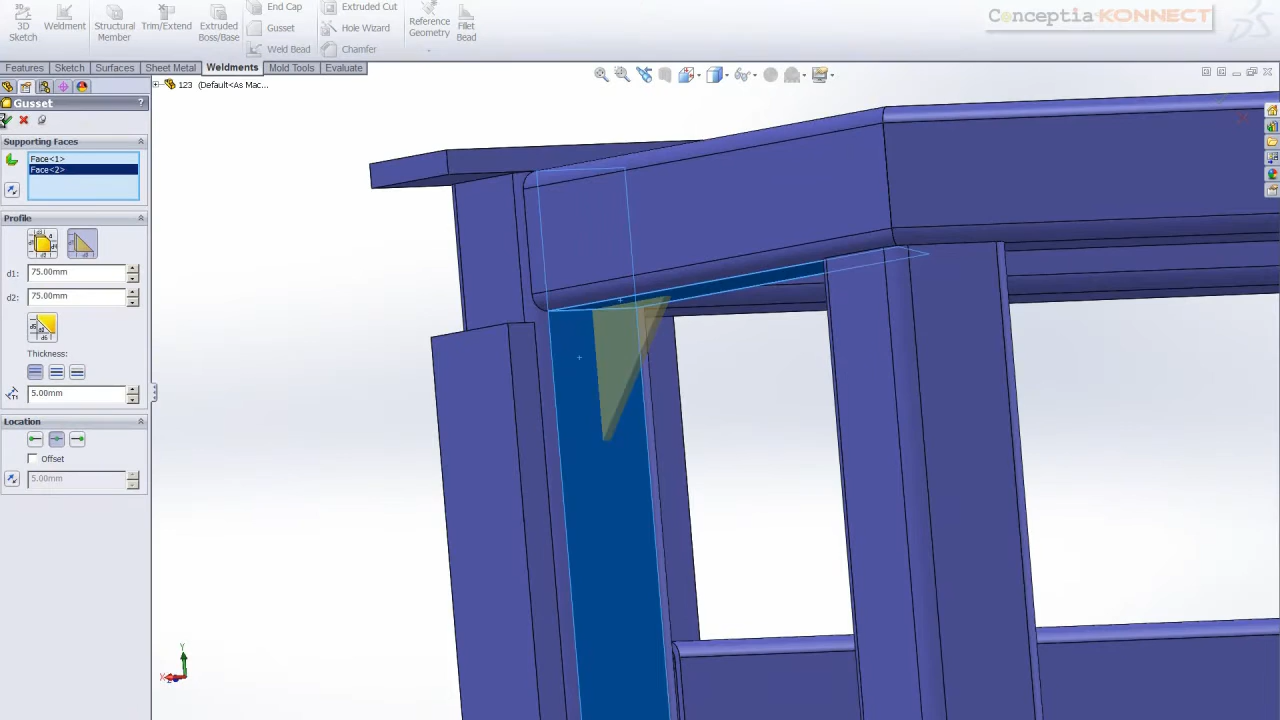 3D Sketch
Weldment
Structural Member
Trim/Extend
Extruded Boss/Base
End Cap
Gusset
Weld Bead
Extruded Cut
Hole Wizard
Chamfer
Reference Geometry
Fillet Bead
Conceptia KONNECT
Features
Sketch
Surfaces
Sheet Metal
Weldments
Mold Tools
Evaluate
123 (Default<As Mac...
Gusset
?
Supporting Faces
Face<1>
Face<2>
Profile
d1:
75.00mm
d2:
75.00mm
Thickness:
5.00mm
Location
Offset
5.00mm
Y
X